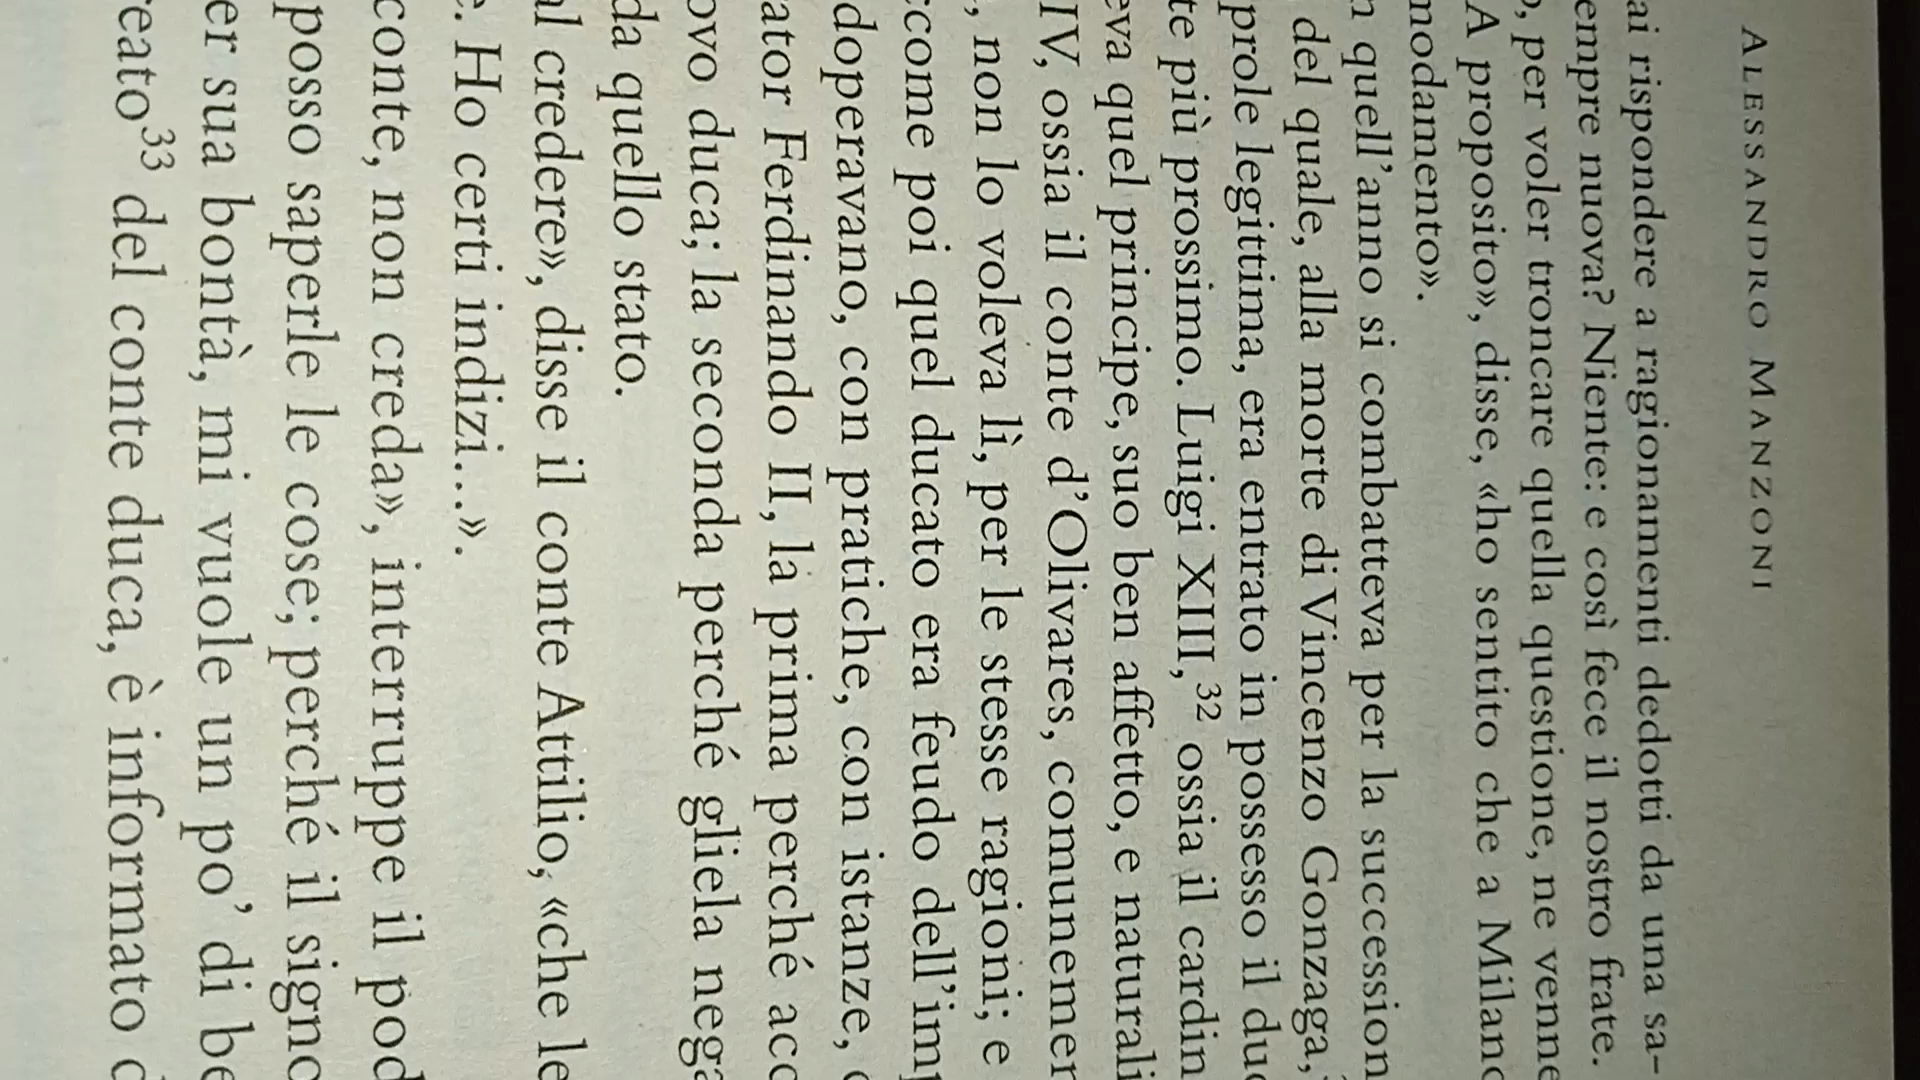 ALESSANDRO MANZONI
ai rispondere a ragionamenti dedotti da una sa-
empre nuova? Niente: e così fece il nostro frate.
per voler troncare quella questione, ne venne
A proposito», disse, «ho sentito che a Milano
modamento».
quell'anno si combatteva per la succession
del quale, alla morte di Vincenzo Gonzaga,
prole legittima, era entrato in possesso il du
te più prossimo. Luigi XIII,³² ossia il cardin
eva quel principe, suo ben affetto, e naturali
IV, ossia il conte d'Olivares, comunemen
, non lo voleva lì, per le stesse ragioni; e
come poi quel ducato era feudo dell'imp
doperavano, con pratiche, con istanze,
ator Ferdinando II, la prima perché acc
ovo duca; la seconda perché gliela nega
da quello stato.
al credere», disse il conte Attilio, «che le
e. Ho certi indizi...».
conte, non creda», interruppe il pod
posso saperle le cose; perché il signo
er sua bontà, mi vuole un po' di be
reato³³ del conte duca, è informato d